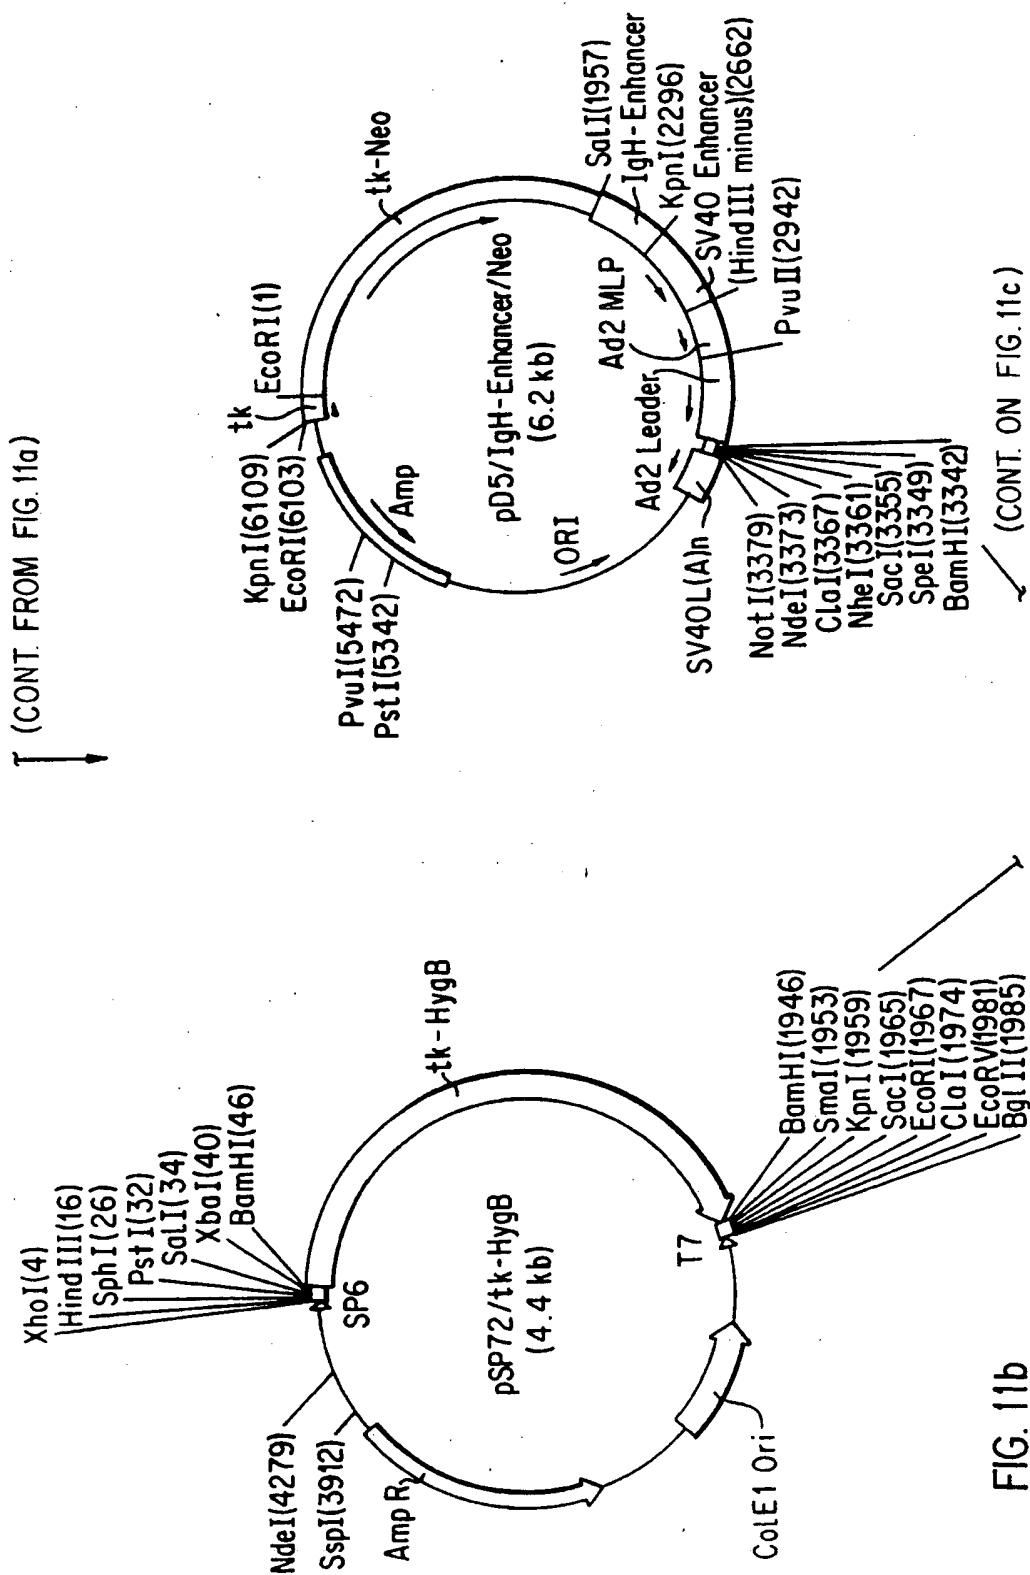 (CONT. FROM FIG. 11a)
XhoI(4)
HindIII(16)
SphI(26)
PstI(32)
SalI(34)
XbaI(40)
BamHI(46)
NdeI(4279)
SspI(3912)
AmpR
SP6
tk-HygB
pSP72/tk-HygB
(4.4 kb)
T7
ColE1 Ori
BamHI(1946)
SmaI(1953)
KpnI(1959)
SacI(1965)
EcoRI(1967)
ClaI(1974)
EcoRV(1981)
BglII(1985)
FIG. 11b
tk
EcoRI(1)
KpnI(6109)
EcoRI(6103)
tk-Neo
PvuI(5472)
PstI(5342)
Amp
pD5/IgH-Enhancer/Neo
(6.2 kb)
ORI
SalI(1957)
IgH-Enhancer
KpnI(2296)
SV40 Enhancer
(HindIII minus)(2662)
Ad2 MLP
PvuII(2942)
Ad2 Leader
SV40L(A)n
NotI(3379)
NdeI(3373)
ClaI(3367)
NheI(3361)
SacI(3355)
SpeI(3349)
BamHI(3342)
(CONT. ON FIG. 11c)